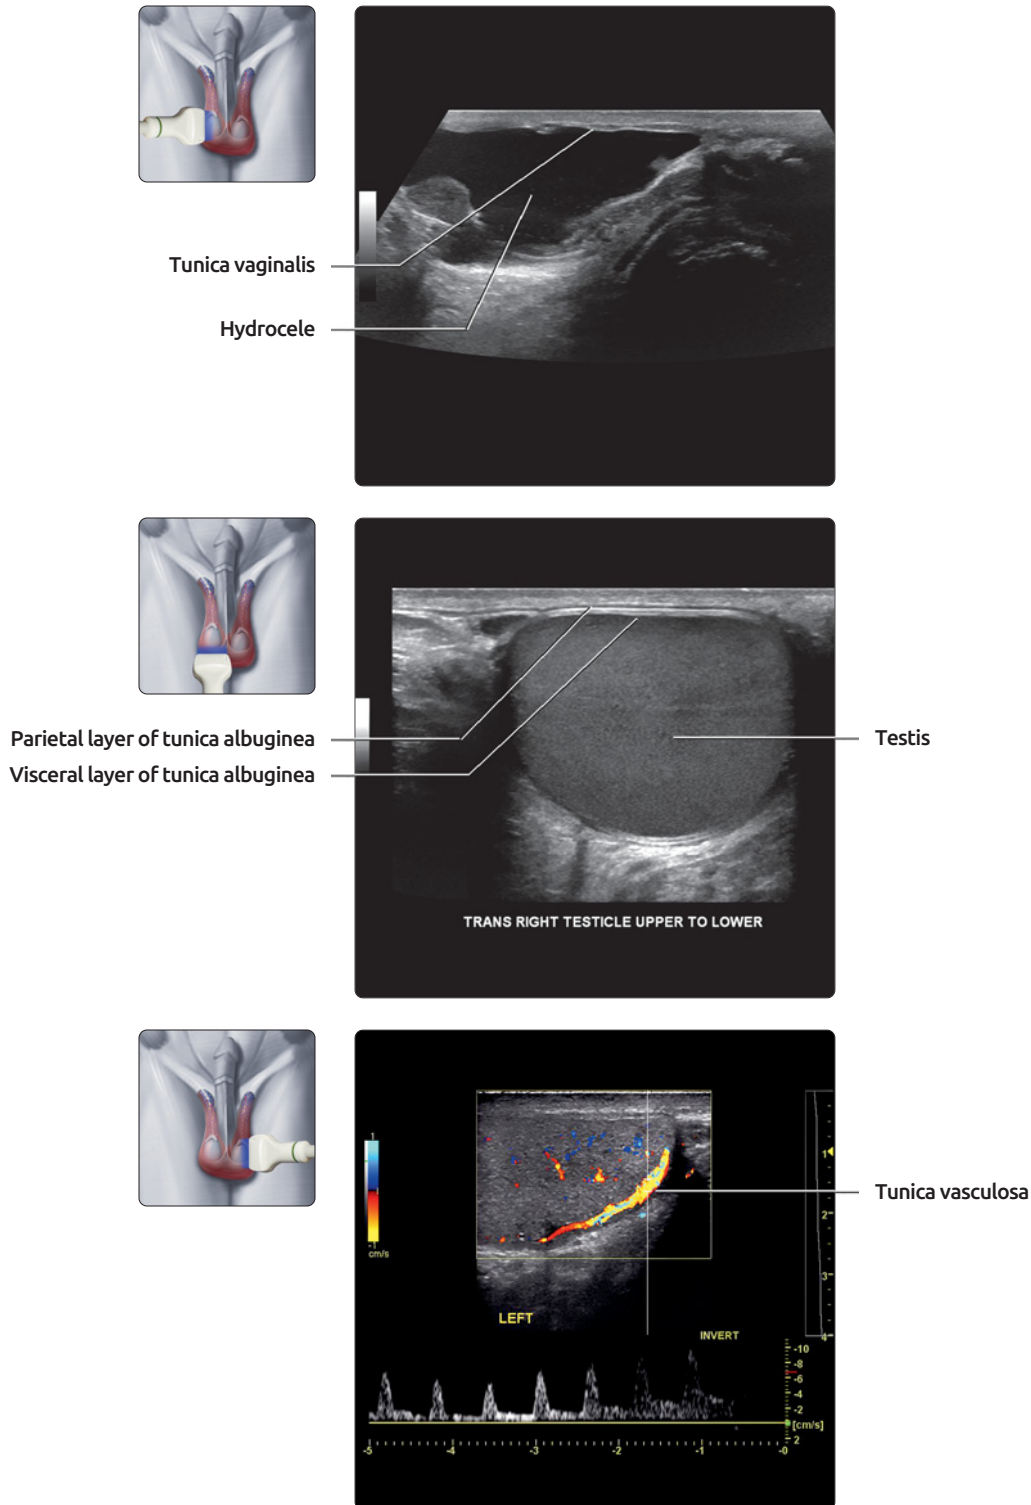 Tunica vaginalis
Hydrocele
Parietal layer of tunica albuginea
Visceral layer of tunica albuginea
Testis
TRANS RIGHT TESTICLE UPPER TO LOWER
1
-1
cm/s
1
2
3
4
Tunica vasculosa
LEFT
INVERT
-10
-8
-6
-4
-2
[cm/s]
2
-5 -4 -3 -2 -1 -0